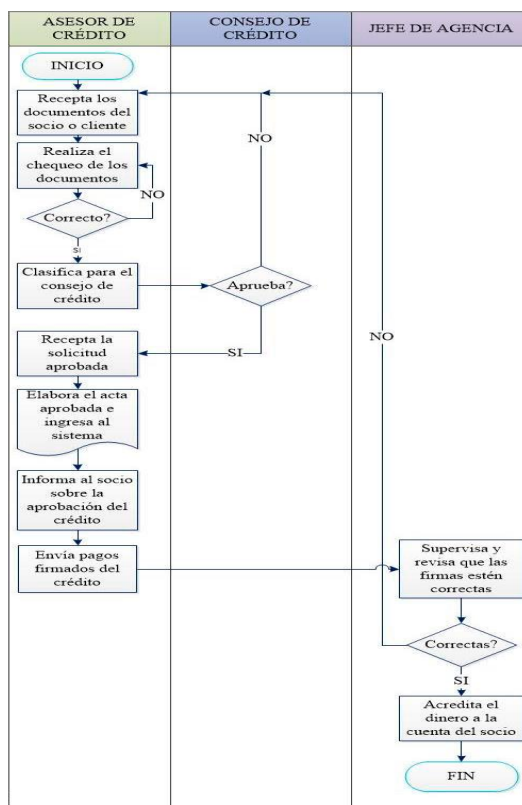 ASESOR DE
CRÉDITO
CONSEJO DE
CRÉDITO
JEFE DE AGENCIA
INICIO
Recepta los
documentos del
socio o cliente
Realiza el
chequeo de los
documentos
NO
Correcto?
SI
Clasifica para el
consejo de
crédito
NO
Aprueba?
SI
NO
Recepta la
solicitud
aprobada
Elabora el acta
aprobada e
ingresa al
sistema
Informa al socio
sobre la
aprobación del
crédito
Envía pagos
firmados del
crédito
Supervisa y
revisa que las
firmas estén
correctas
Correctas?
SI
Acredita el
dinero a la
cuenta del socio
FIN